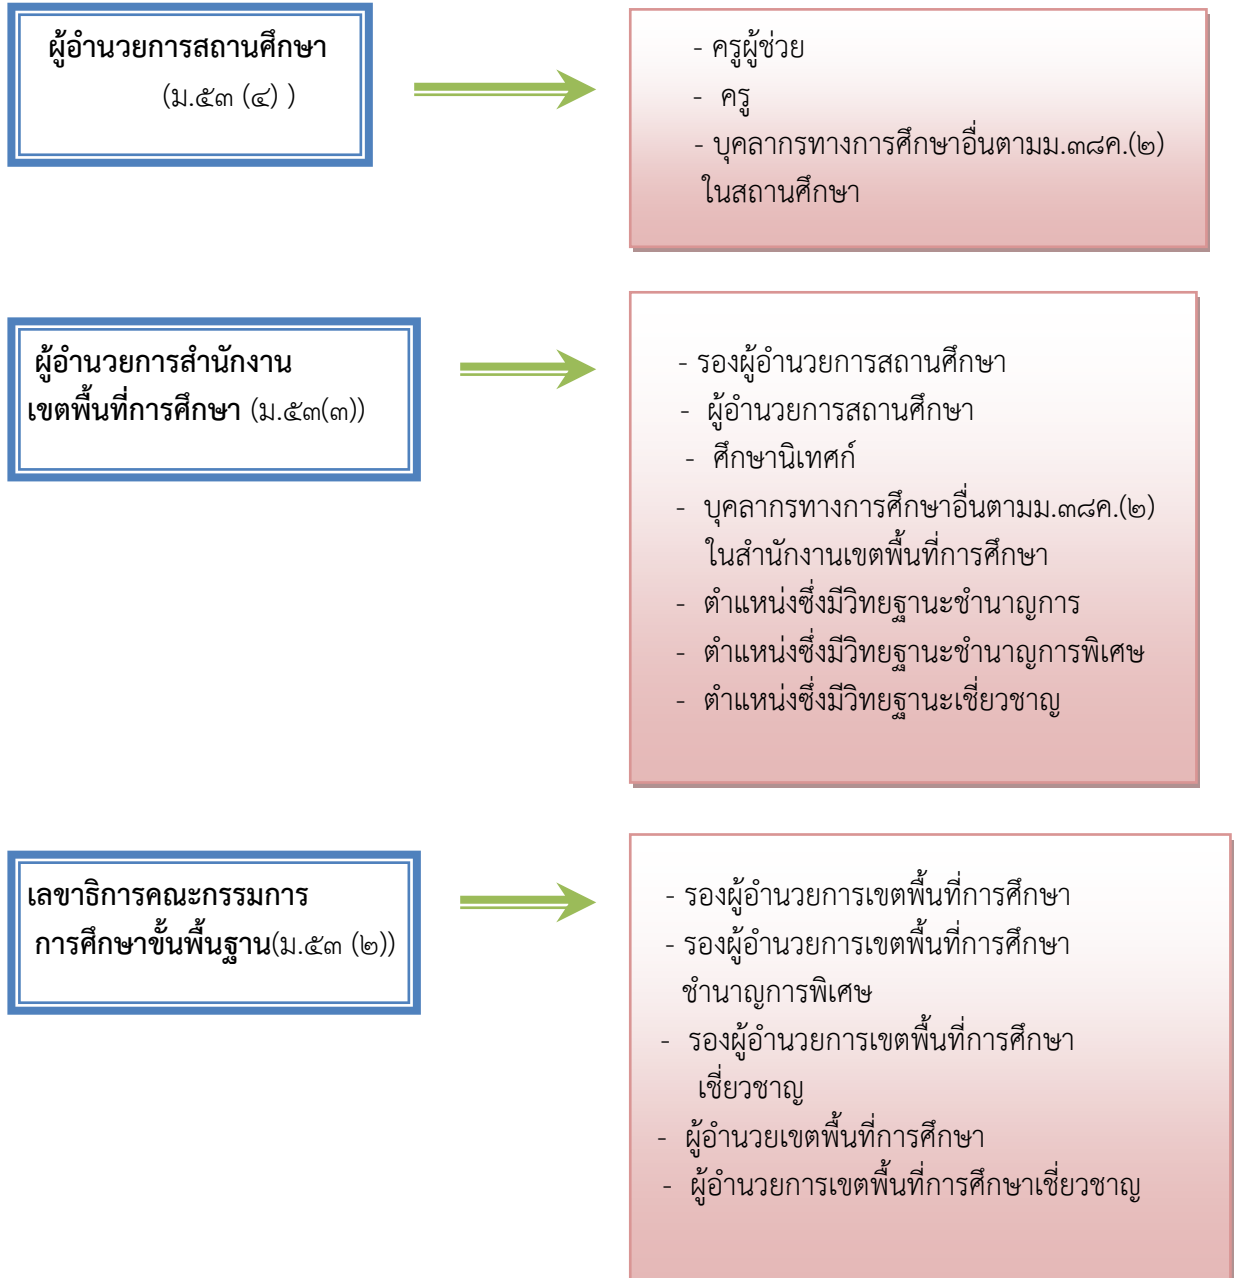 ผู้อำนวยการสถานศึกษา
(ม.๕๓ (๔) )
- ครูผู้ช่วย
- ครู
- บุคลากรทางการศึกษาอื่นตามม.๓๘ค.(๒)
ในสถานศึกษา
ผู้อำนวยการสำนักงาน
เขตพื้นที่การศึกษา (ม.๕๓(๓))
- รองผู้อำนวยการสถานศึกษา
- ผู้อำนวยการสถานศึกษา
- ศึกษานิเทศก์
- บุคลากรทางการศึกษาอื่นตามม.๓๘ค.(๒)
ในสำนักงานเขตพื้นที่การศึกษา
- ตำแหน่งซึ่งมีวิทยฐานะชำนาญการ
- ตำแหน่งซึ่งมีวิทยฐานะชำนาญการพิเศษ
- ตำแหน่งซึ่งมีวิทยฐานะเชี่ยวชาญ
เลขาธิการคณะกรรมการ
การศึกษาขั้นพื้นฐาน(ม.๕๓ (๒))
- รองผู้อำนวยการเขตพื้นที่การศึกษา
- รองผู้อำนวยการเขตพื้นที่การศึกษา
ชำนาญการพิเศษ
- รองผู้อำนวยการเขตพื้นที่การศึกษา
เชี่ยวชาญ
- ผู้อำนวยเขตพื้นที่การศึกษา
- ผู้อำนวยการเขตพื้นที่การศึกษาเชี่ยวชาญ